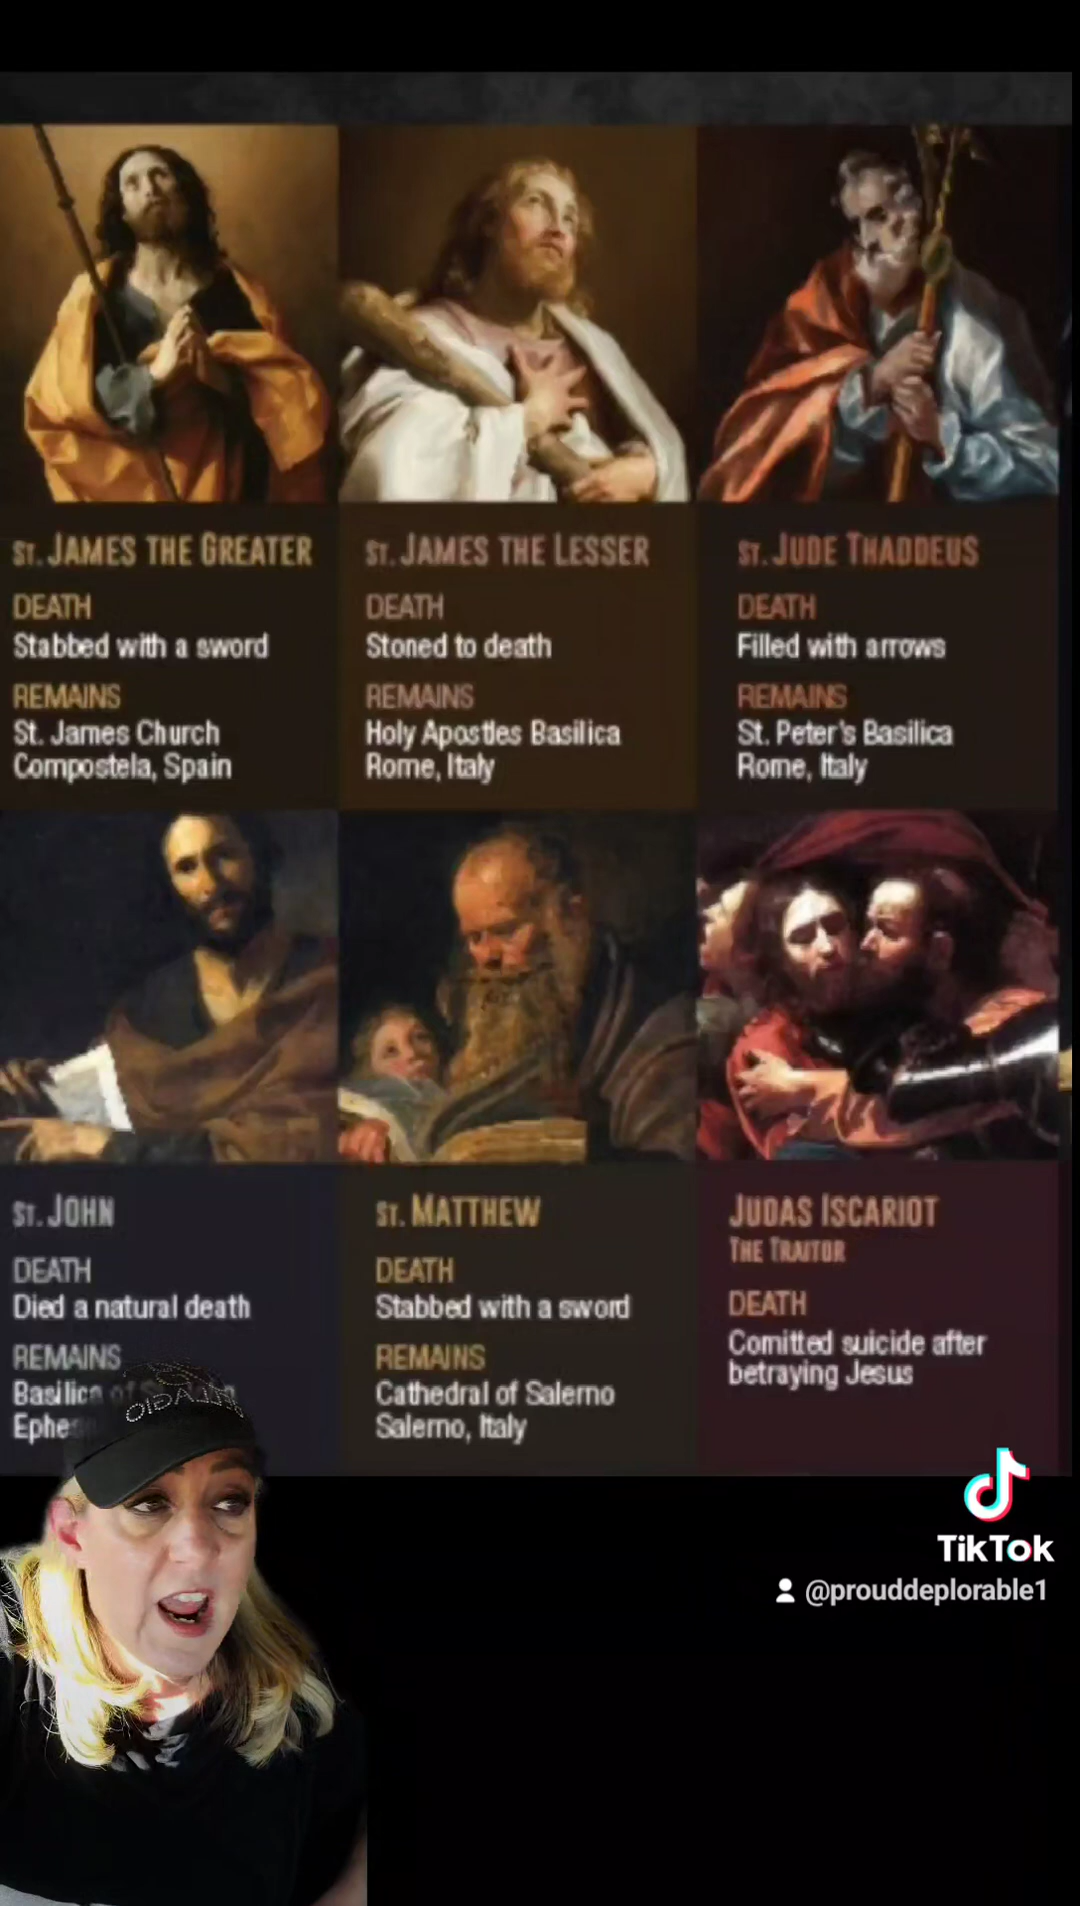 ST. JAMES THE GREATER
DEATH
Stabbed with a sword
REMAINS
St. James Church
Compostela, Spain
ST. JAMES THE LESSER
DEATH
Stoned to death
REMAINS
Holy Apostles Basilica
Rome, Italy
ST. JUDE THADDEUS
DEATH
Filled with arrows
REMAINS
St. Peter's Basilica
Rome, Italy
ST. JOHN
DEATH
Died a natural death
REMAINS
Basilica of
ST. MATTHEW
DEATH
Stabbed with a sword
REMAINS
Cathedral of Salerno
Salerno, Italy
JUDAS ISCARIOT
THE TRAITOR
DEATH
Comitted suicide after
betraying Jesus
TikTok
@prouddeplorable1